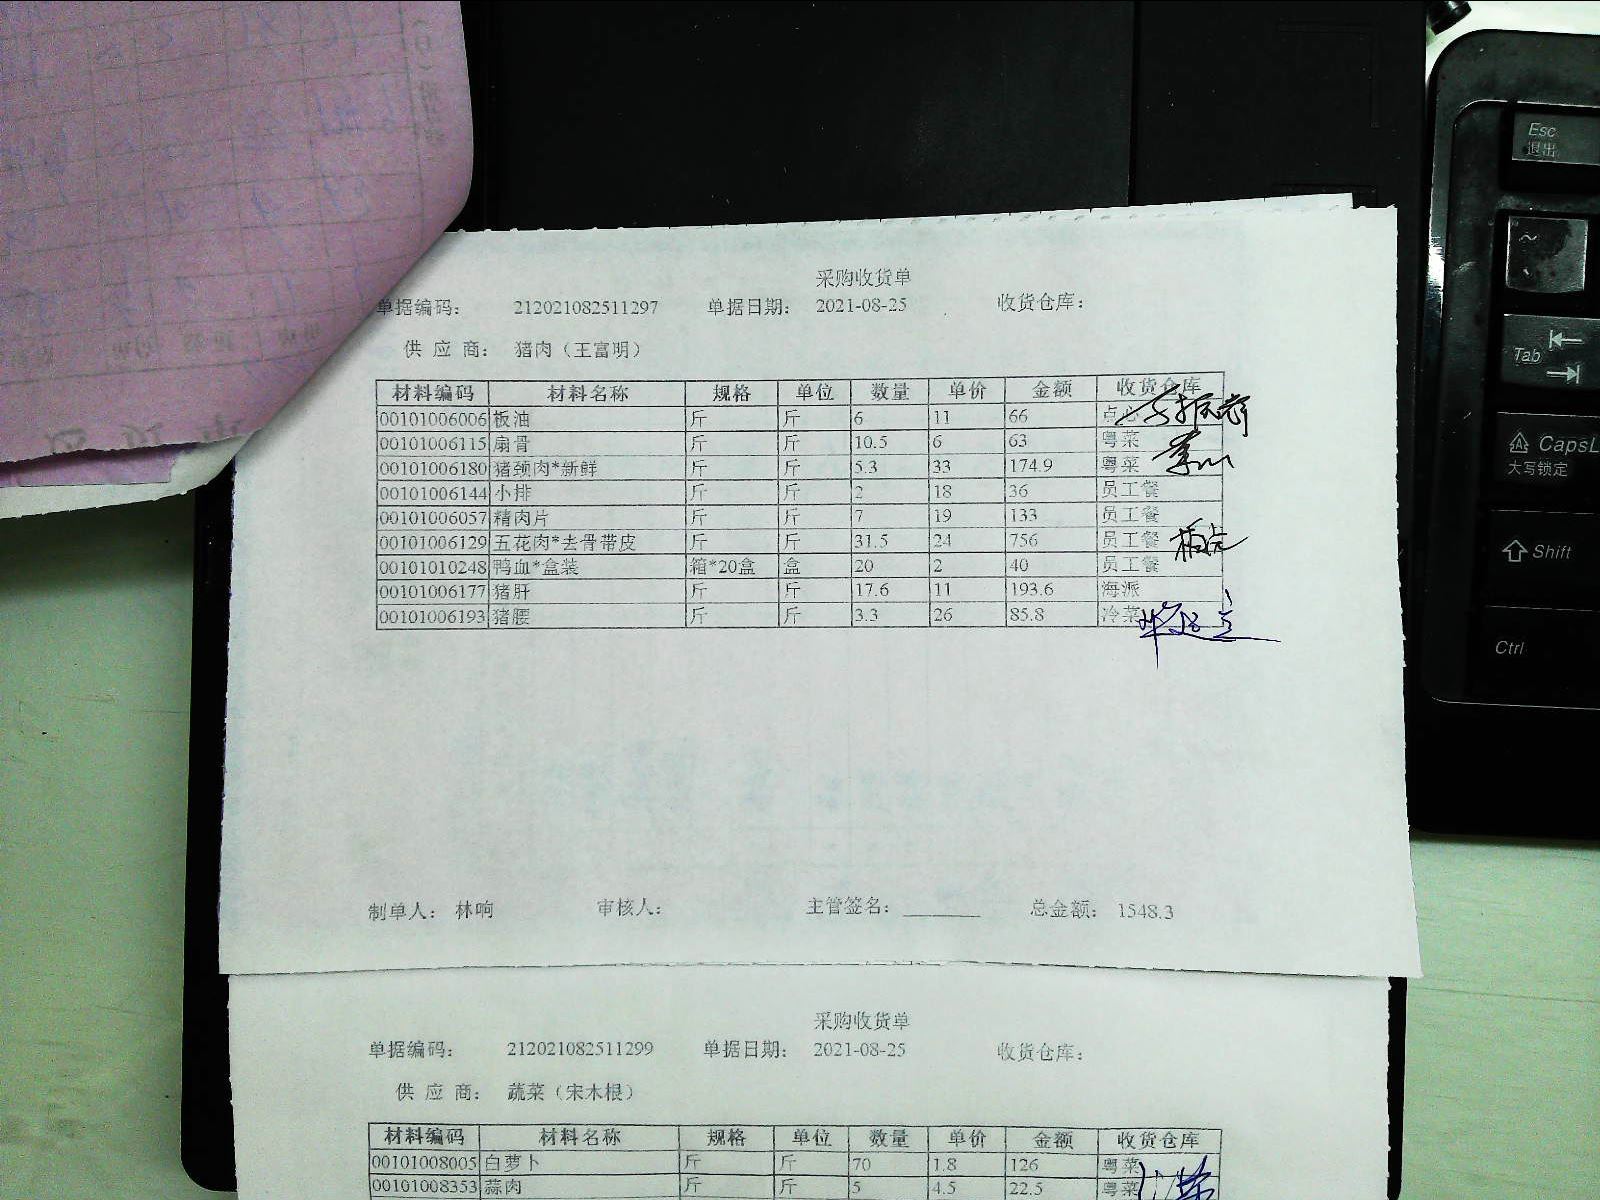 采购收货单
单据编码: 212021082511297 单据日期: 2021-08-25 收货仓库:
供 应 商: 猪肉（王富明）
材料编码 材料名称 规格 单位 数量 单价 金额 收货仓库
00101006006 板油 斤 斤 6 11 66 点心
00101006115 扇骨 斤 斤 10.5 6 63 粤菜
00101006180 猪颈肉*新鲜 斤 斤 5.3 33 174.9 粤菜
00101006144 小排 斤 斤 2 18 36 员工餐
00101006057 精肉片 斤 斤 7 19 133 员工餐
00101006129 五花肉*去骨带皮 斤 斤 31.5 24 756 员工餐
00101010248 鸭血*盒装 箱*20盒 盒 20 2 40 员工餐
00101006177 猪肝 斤 斤 17.6 11 193.6 海派
00101006193 猪腰 斤 斤 3.3 26 85.8 冷菜
制单人: 林响 审核人: 主管签名: 总金额: 1548.3
采购收货单
单据编码: 212021082511299 单据日期: 2021-08-25 收货仓库:
供 应 商: 蔬菜（宋木根）
材料编码 材料名称 规格 单位 数量 单价 金额 收货仓库
00101008005 白萝卜 斤 斤 70 1.8 126 粤菜
00101008353 蒜肉 斤 斤 5 4.5 22.5 粤菜
Esc
退出
~
Tab
CapsL
大写锁定
Shift
Ctrl